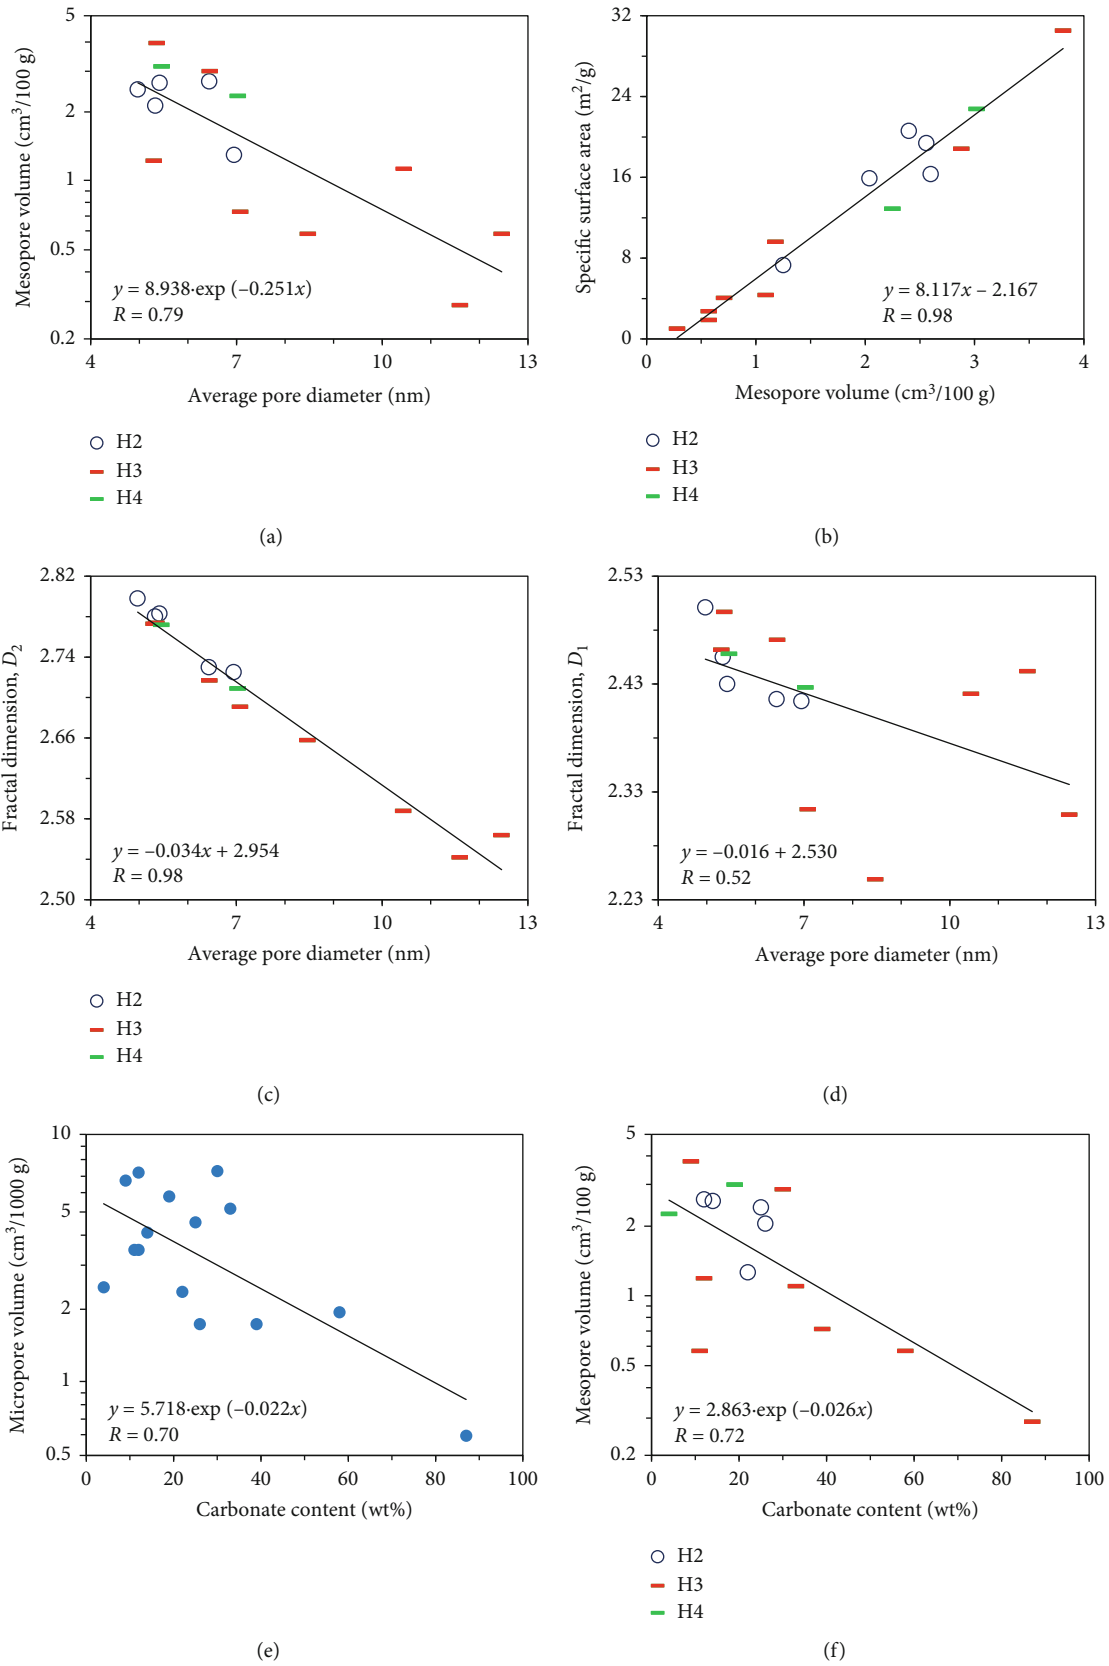 5
2
1
0.5
0.2
Mesopore volume (cm³/100 g)
y = 8.938·exp (–0.251x)
R = 0.79
4
7
10
13
Average pore diameter (nm)
H2
H3
H4
(a)
32
24
16
8
0
Specific surface area (m²/g)
y = 8.117x – 2.167
R = 0.98
0
1
2
3
4
Mesopore volume (cm³/100 g)
H2
H3
H4
(b)
2.82
2.74
2.66
2.58
2.50
Fractal dimension, D₂
y = –0.034x + 2.954
R = 0.98
4
7
10
13
Average pore diameter (nm)
H2
H3
H4
(c)
2.53
2.43
2.33
2.23
Fractal dimension, D₁
y = –0.016 + 2.530
R = 0.52
4
7
10
13
Average pore diameter (nm)
(d)
10
5
2
1
0.5
Micropore volume (cm³/1000 g)
y = 5.718·exp (–0.022x)
R = 0.70
0
20
40
60
80
100
Carbonate content (wt%)
(e)
5
2
1
0.5
0.2
Mesopore volume (cm³/100 g)
y = 2.863·exp (–0.026x)
R = 0.72
0
20
40
60
80
100
Carbonate content (wt%)
H2
H3
H4
(f)